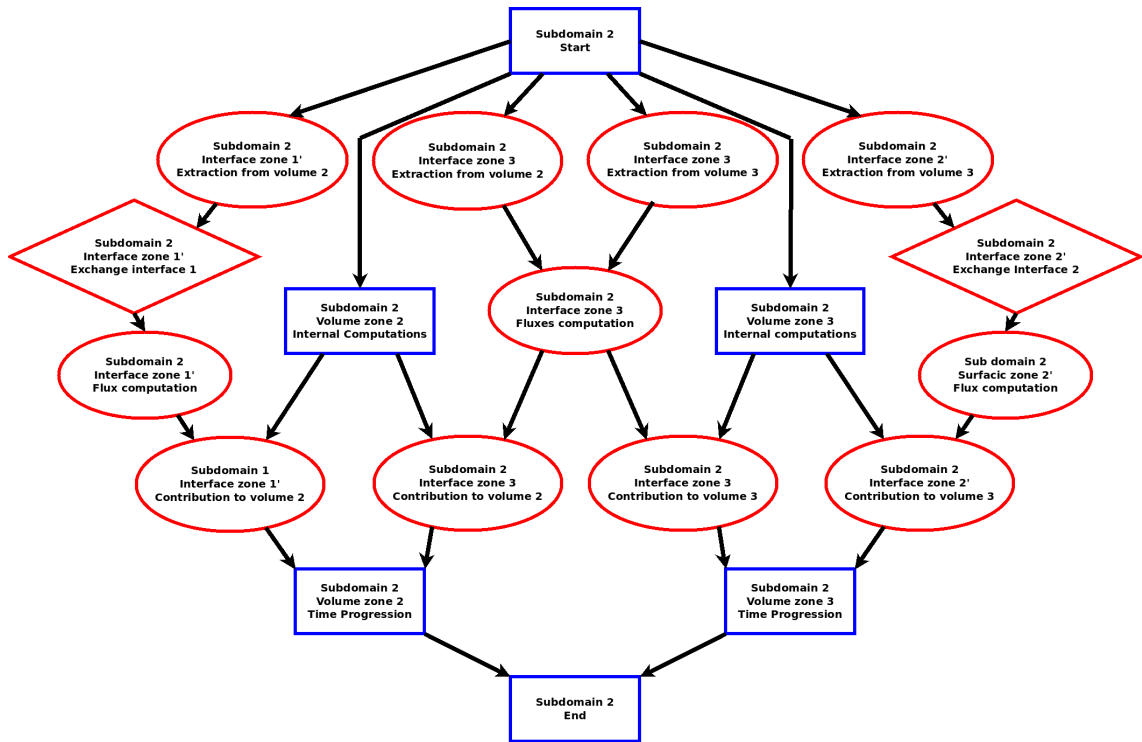 Subdomain 2
Start
Subdomain 2
Interface zone 1'
Extraction from volume 2
Subdomain 2
Interface zone 3
Extraction from volume 2
Subdomain 2
Interface zone 3
Extraction from volume 3
Subdomain 2
Interface zone 2'
Extraction from volume 3
Subdomain 2
Interface zone 1'
Exchange interface 1
Subdomain 2
Interface zone 2'
Exchange Interface 2
Subdomain 2
Volume zone 2
Internal Computations
Subdomain 2
Interface zone 3
Fluxes computation
Subdomain 2
Volume zone 3
Internal computations
Subdomain 2
Interface zone 1'
Flux computation
Sub domain 2
Surfacic zone 2'
Flux computation
Subdomain 1
Interface zone 1'
Contribution to volume 2
Subdomain 2
Interface zone 3
Contribution to volume 2
Subdomain 2
Interface zone 3
Contribution to volume 3
Subdomain 2
Interface zone 2'
Contribution to volume 3
Subdomain 2
Volume zone 2
Time Progression
Subdomain 2
Volume zone 3
Time Progression
Subdomain 2
End